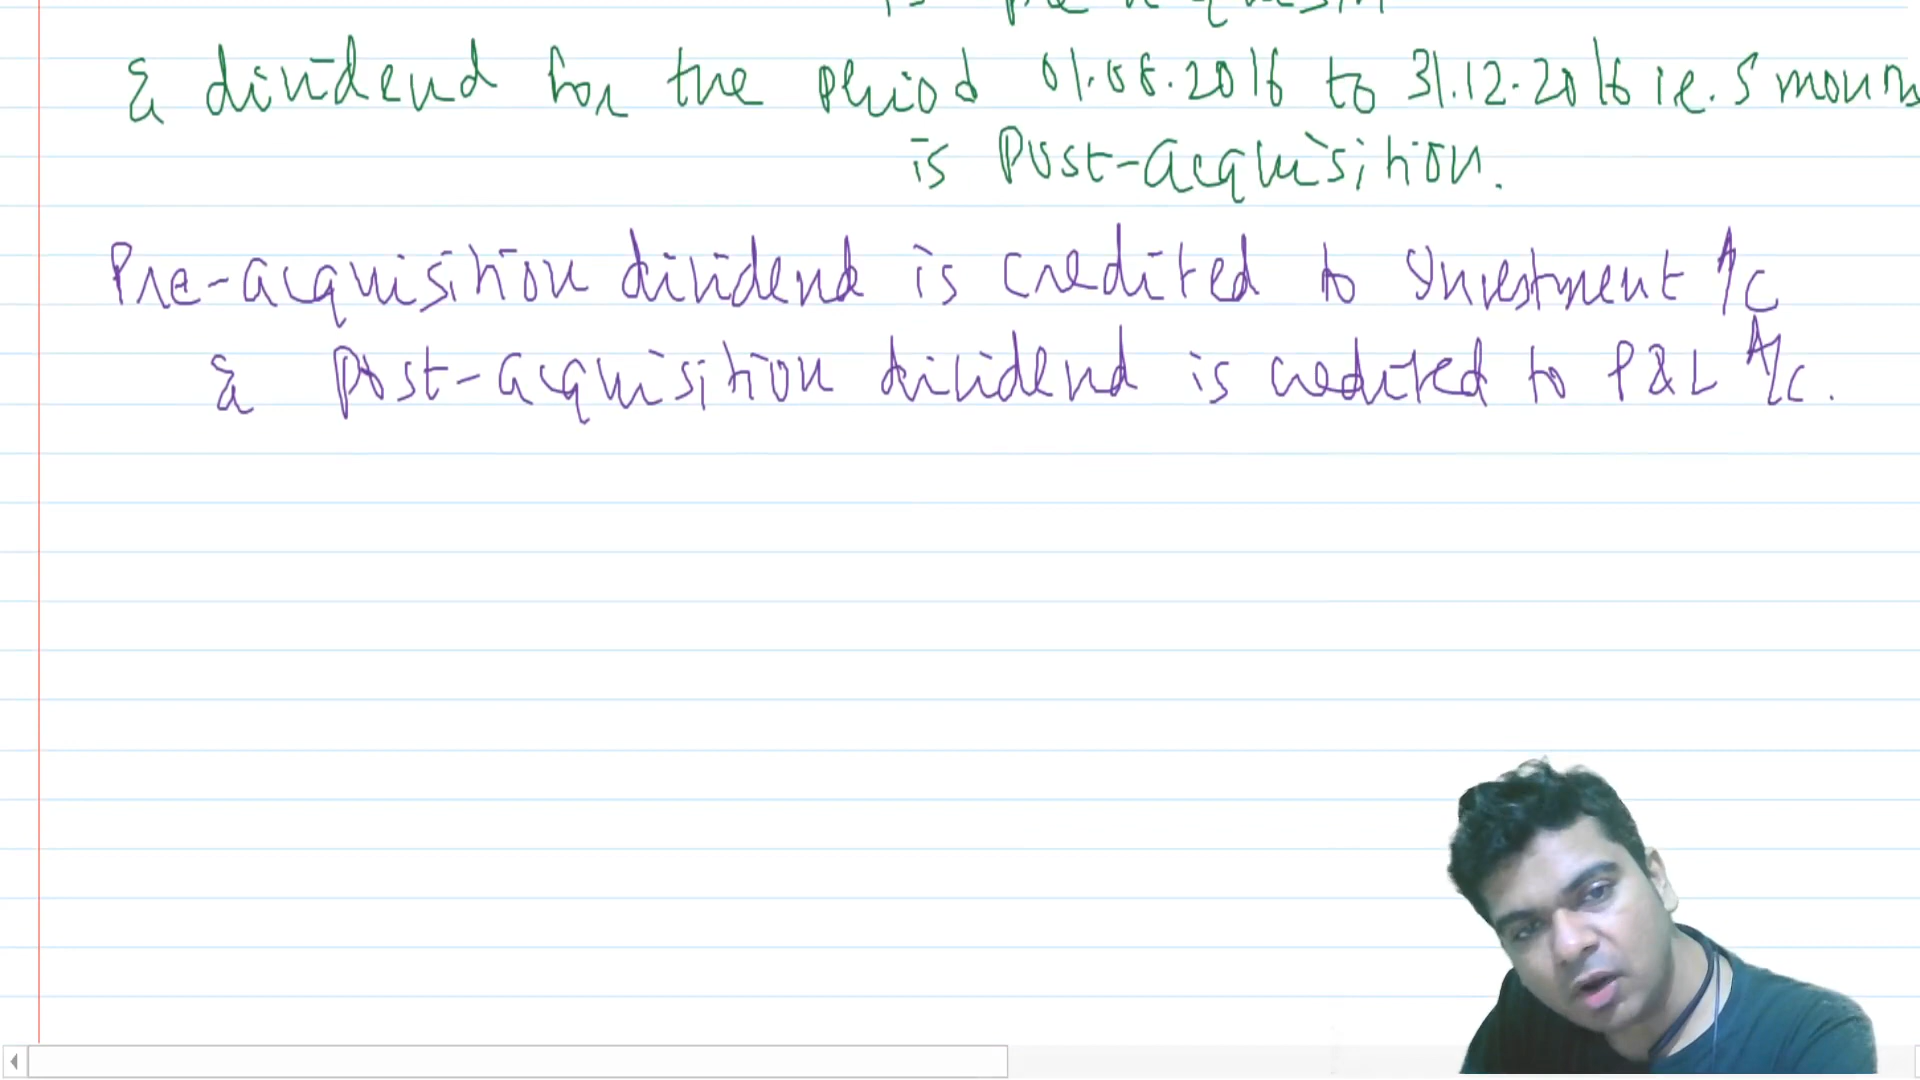 & dividend for the period 01.08.2016 to 31.12.2016 i.e. 5 months
is Post-acquisition.
Pre-acquisition dividend is credited to Investment A/c
& Post-acquisition dividend is credited to P&L A/c.